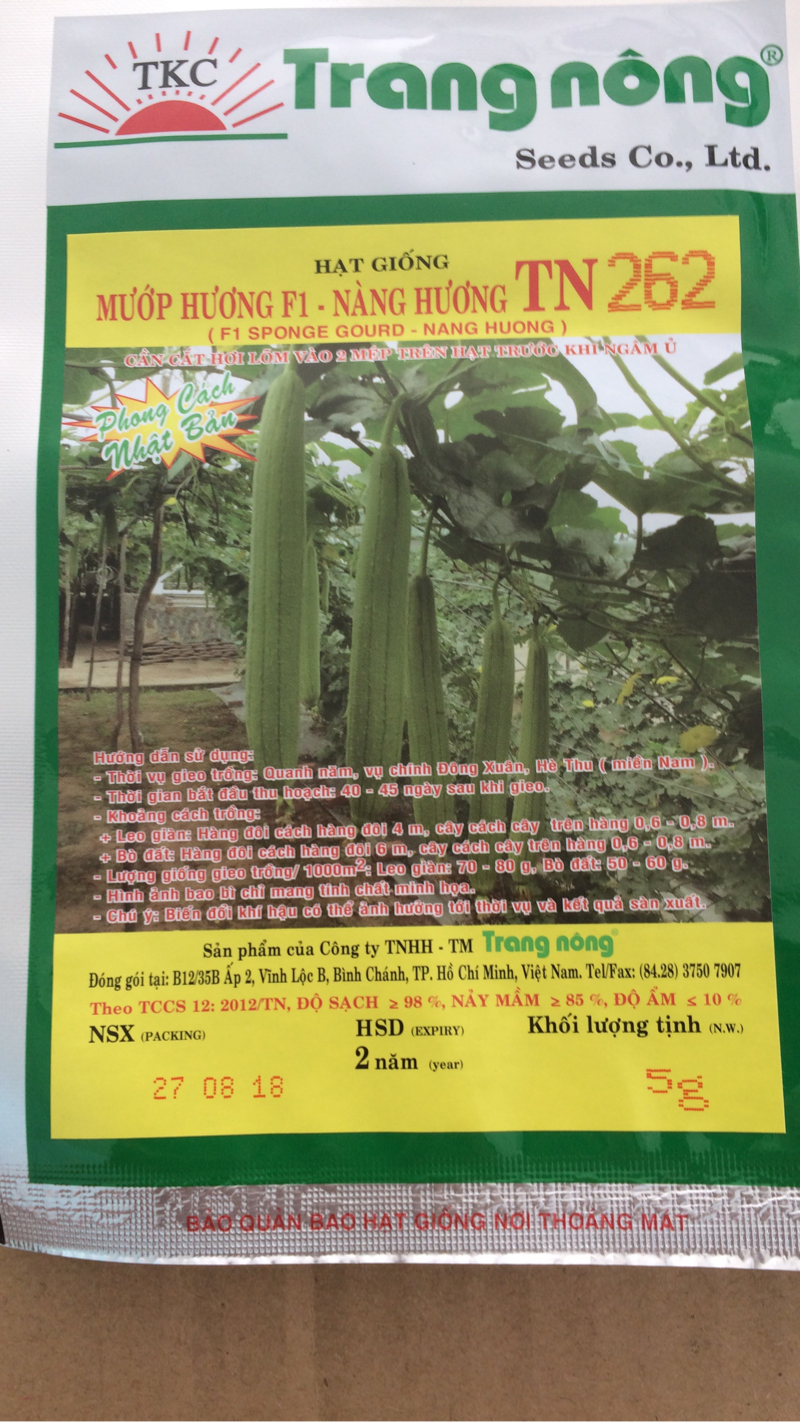 TKC
Trang nông®
Seeds Co., Ltd.
HẠT GIỐNG
MƯỚP HƯƠNG F1 - NÀNG HƯƠNG TN 262
( F1 SPONGE GOURD - NANG HUONG )
CẦN CẮT HƠI LÕM VÀO 2 MÉP TRÊN HẠT TRƯỚC KHI NGÂM Ủ
Phong Cách
Nhật Bản
Hướng dẫn sử dụng:
- Thời vụ gieo trồng: Quanh năm, vụ chính Đông Xuân, Hè Thu ( miền Nam ).
- Thời gian bắt đầu thu hoạch: 40 - 45 ngày sau khi gieo.
- Khoảng cách trồng:
+ Leo giàn: Hàng đôi cách hàng đôi 4 m, cây cách cây trên hàng 0,6 - 0,8 m.
+ Bò đất: Hàng đôi cách hàng đôi 6 m, cây cách cây trên hàng 0,6 - 0,8 m.
- Lượng giống gieo trồng/ 1000m²: Leo giàn: 70 - 80 g, Bò đất: 50 - 60 g.
- Hình ảnh bao bì chỉ mang tính chất minh họa.
- Chú ý: Biến đổi khí hậu có thể ảnh hưởng tới thời vụ và kết quả sản xuất.
Sản phẩm của Công ty TNHH - TM Trang nông®
Đóng gói tại: B12/35B Ấp 2, Vĩnh Lộc B, Bình Chánh, TP. Hồ Chí Minh, Việt Nam. Tel/Fax: (84.28) 3750 7907
Theo TCCS 12: 2012/TN, ĐỘ SẠCH ≥ 98 %, NẢY MẦM ≥ 85 %, ĐỘ ẨM ≤ 10 %
NSX (PACKING) HSD (EXPIRY) Khối lượng tịnh (N.W.)
2 năm (year)
27 08 18 5g
BẢO QUẢN BAO HẠT GIỐNG NƠI THOÁNG MÁT